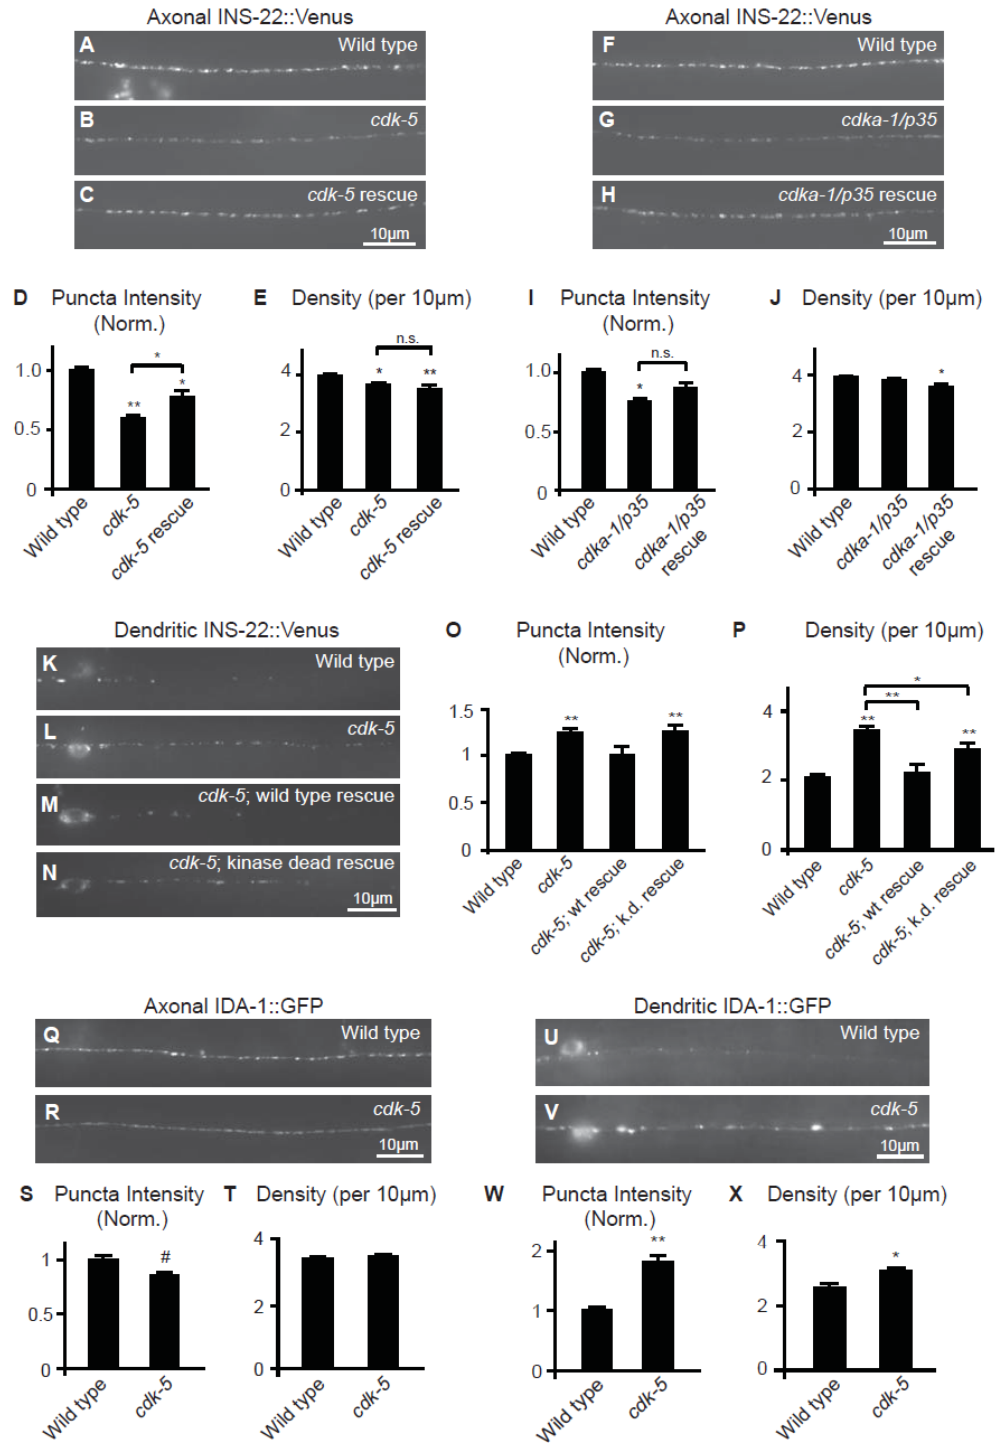 Axonal INS-22::Venus
A Wild type
B cdk-5
C cdk-5 rescue
10µm
Axonal INS-22::Venus
F Wild type
G cdka-1/p35
H cdka-1/p35 rescue
10µm
D Puncta Intensity
(Norm.)
1.0
0.5
0
*
**
*
Wild type
cdk-5
cdk-5 rescue
E Density (per 10µm)
4
2
0
n.s.
*
**
Wild type
cdk-5
cdk-5 rescue
I Puncta Intensity
(Norm.)
1.0
0.5
0
n.s.
*
Wild type
cdka-1/p35
cdka-1/p35
rescue
J Density (per 10µm)
4
2
0
*
Wild type
cdka-1/p35
cdka-1/p35
rescue
Dendritic INS-22::Venus
K Wild type
L cdk-5
M cdk-5; wild type rescue
N cdk-5; kinase dead rescue
10µm
O Puncta Intensity
(Norm.)
1.5
1
0.5
0
**
**
Wild type
cdk-5
cdk-5; wt rescue
cdk-5; k.d. rescue
P Density (per 10µm)
4
2
0
*
**
**
**
Wild type
cdk-5
cdk-5; wt rescue
cdk-5; k.d. rescue
Axonal IDA-1::GFP
Q Wild type
R cdk-5
10µm
Dendritic IDA-1::GFP
U Wild type
V cdk-5
10µm
S Puncta Intensity
(Norm.)
1
0.5
0
#
Wild type
cdk-5
T Density (per 10µm)
4
2
0
Wild type
cdk-5
W Puncta Intensity
(Norm.)
2
1
0
**
Wild type
cdk-5
X Density (per 10µm)
4
2
0
*
Wild type
cdk-5